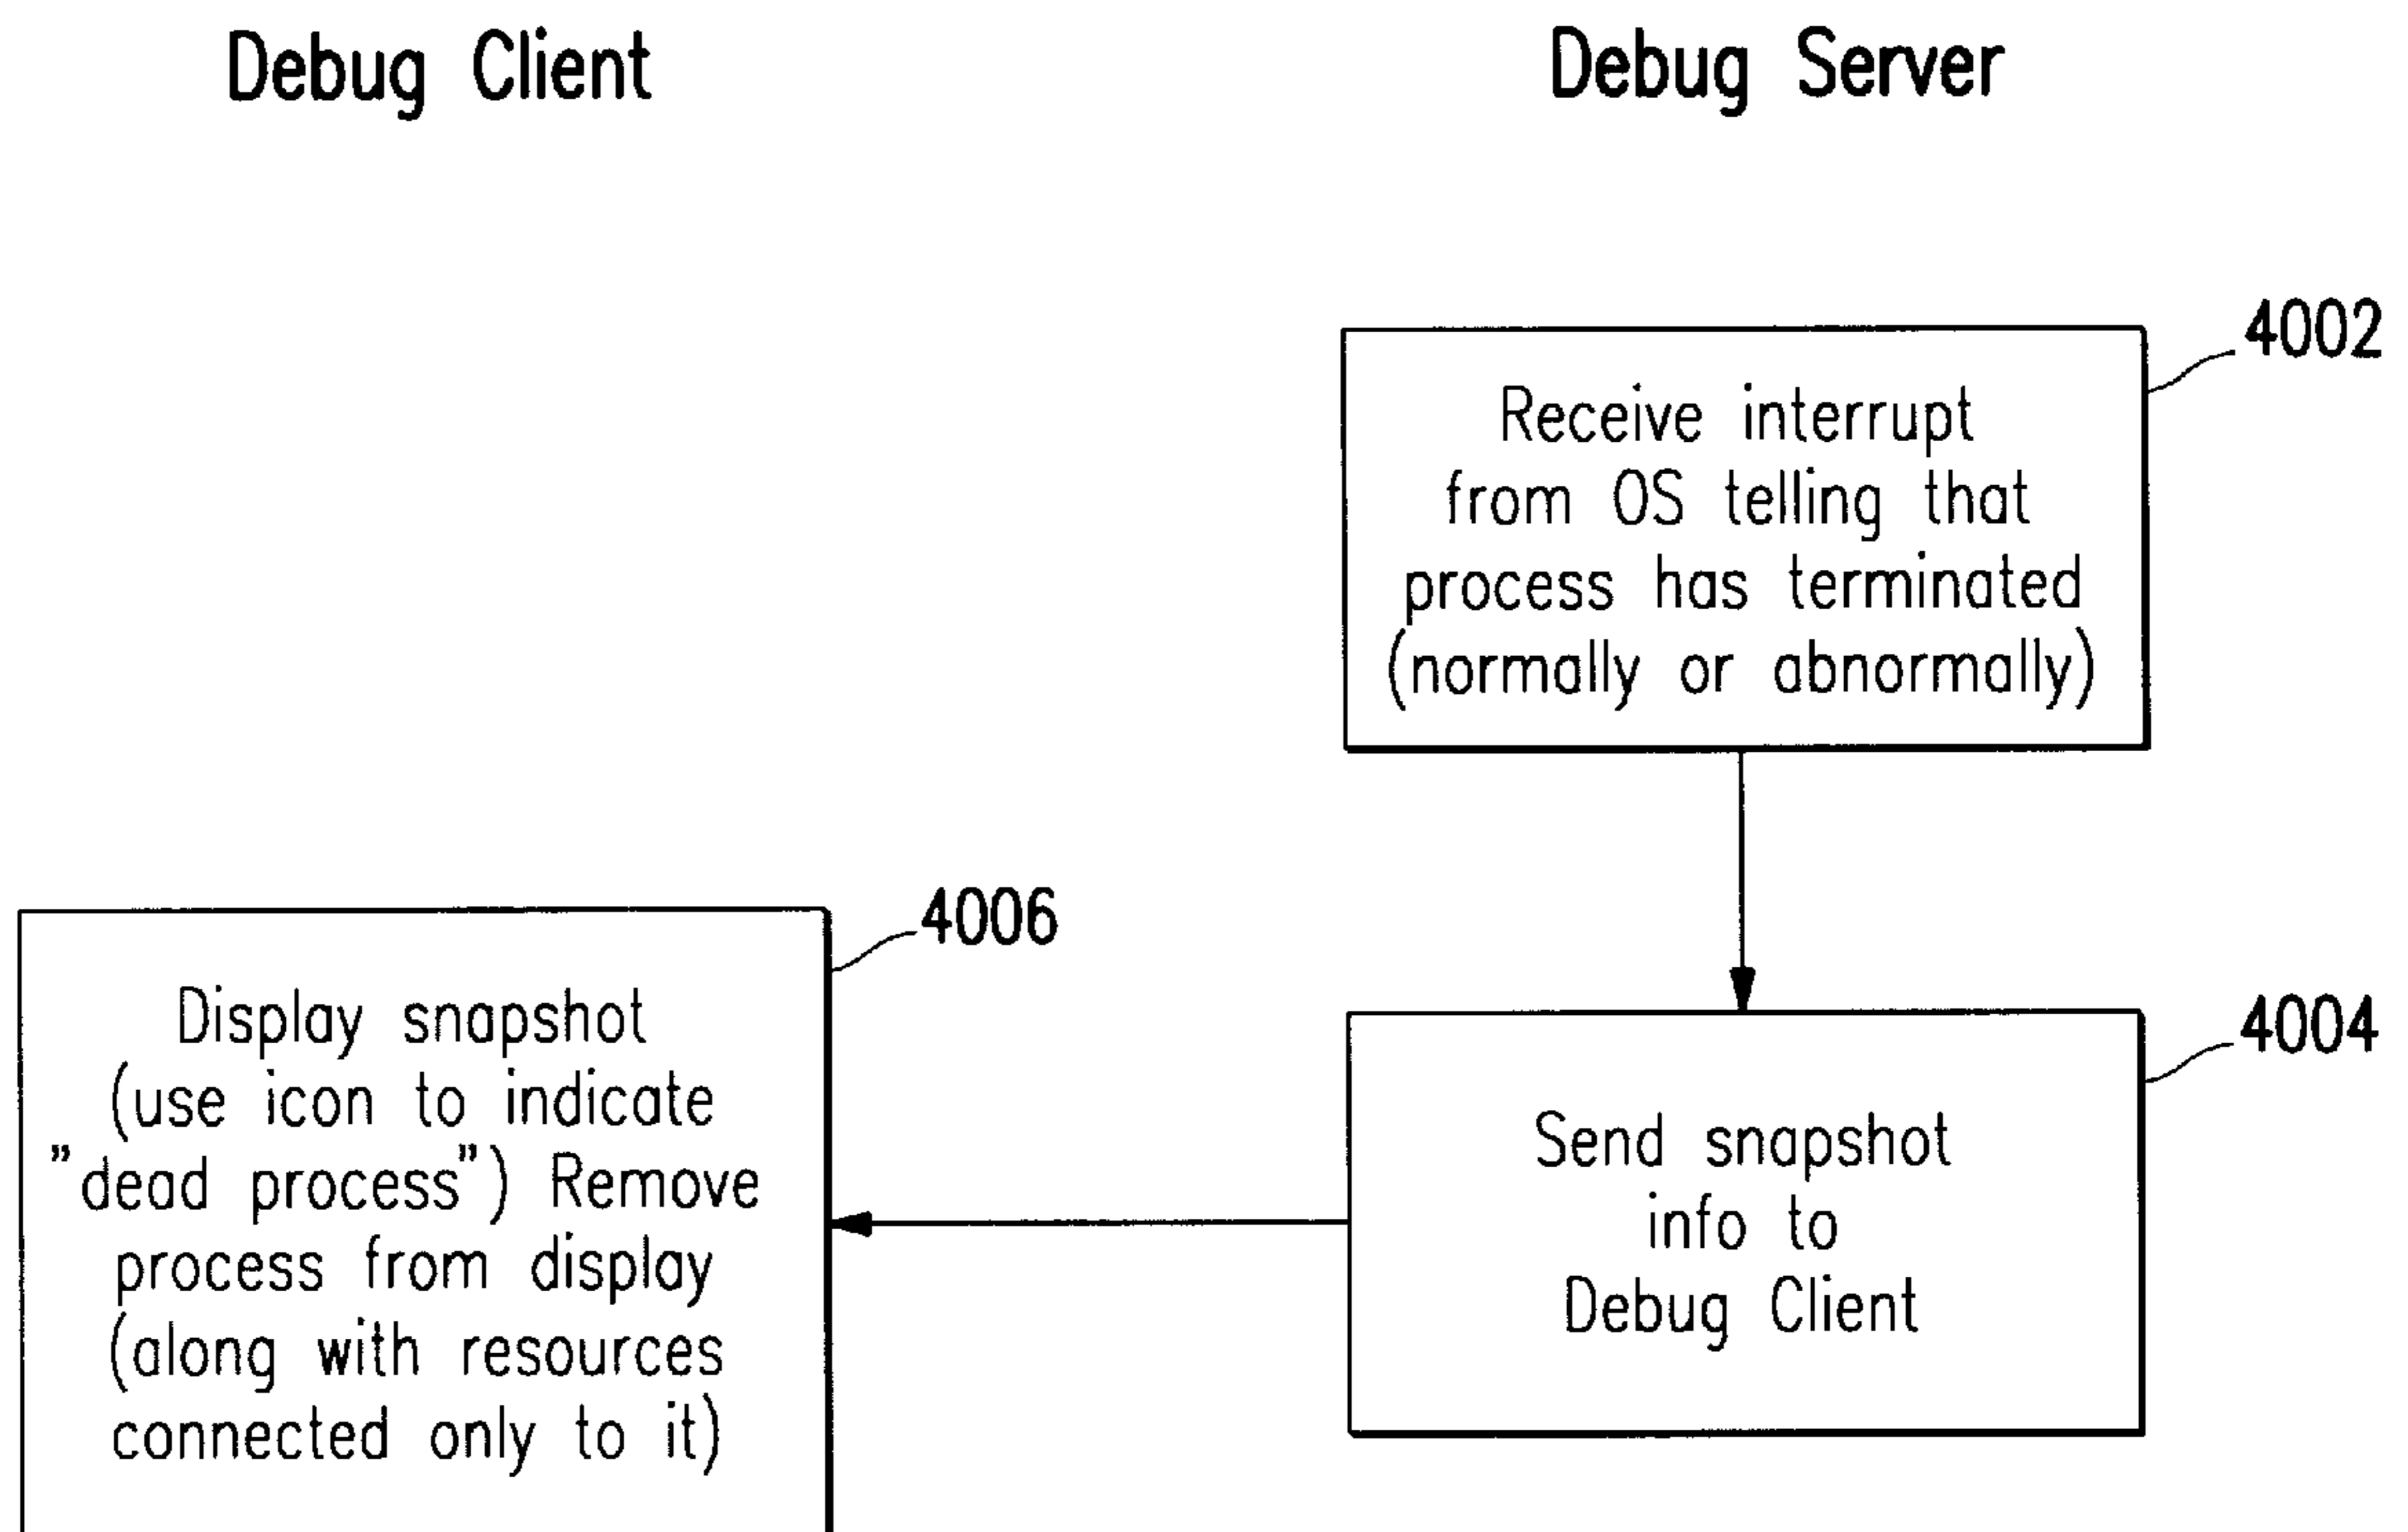 Debug Client
Debug Server
4002
Receive interrupt
from OS telling that
process has terminated
(normally or abnormally)
4006
Display snapshot
(use icon to indicate
"dead process") Remove
process from display
(along with resources
connected only to it)
4004
Send snapshot
info to
Debug Client